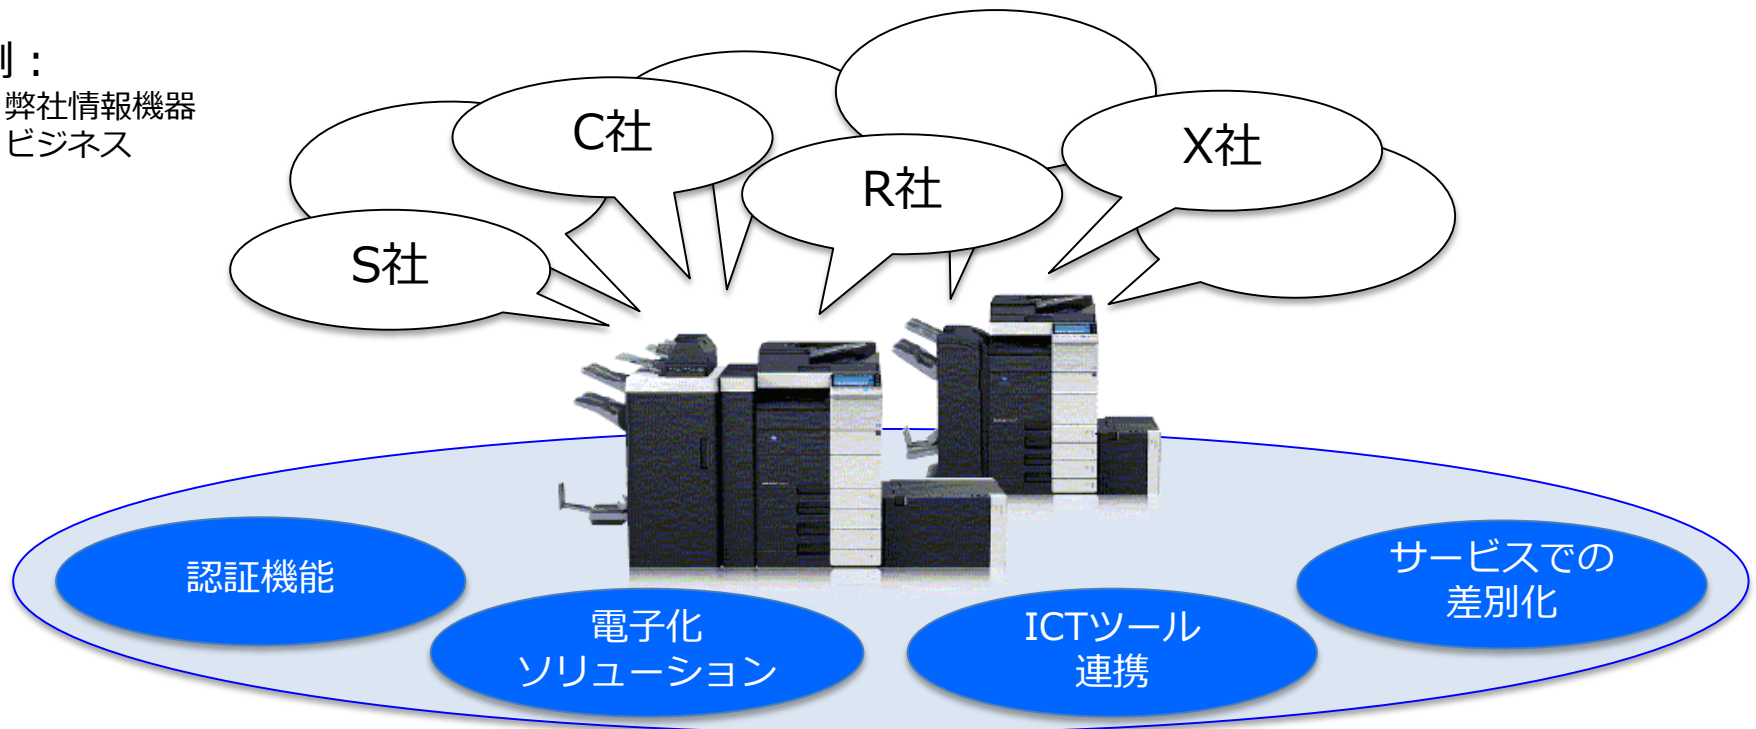 例：
弊社情報機器
ビジネス
C社
X社
R社
S社
認証機能
電子化
ソリューション
ICTツール
連携
サービスでの
差別化